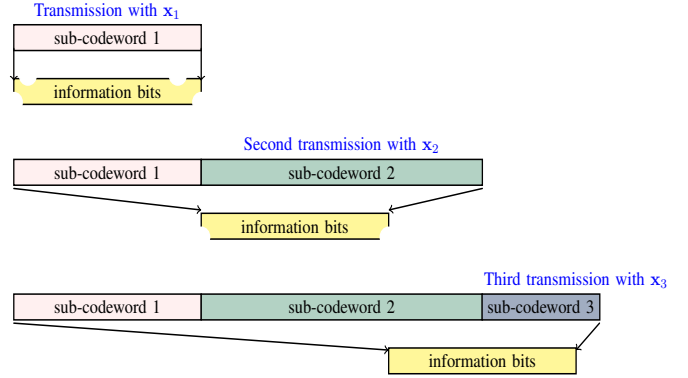 Transmission with x₁
sub-codeword 1
information bits
Second transmission with x₂
sub-codeword 1 sub-codeword 2
information bits
Third transmission with x₃
sub-codeword 1 sub-codeword 2 sub-codeword 3
information bits